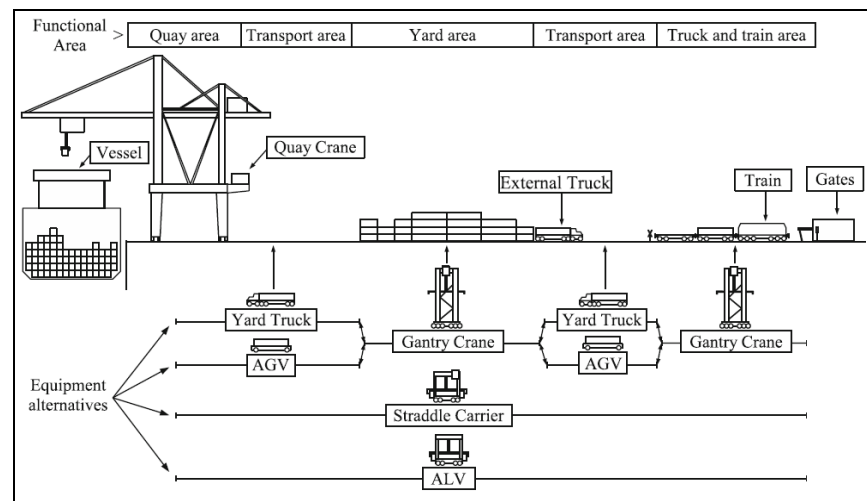 Functional
Area > Quay area Transport area Yard area Transport area Truck and train area
Vessel
Quay Crane
External Truck
Train
Gates
Yard Truck
Gantry Crane
Yard Truck
Gantry Crane
AGV
AGV
Equipment
alternatives
Straddle Carrier
ALV